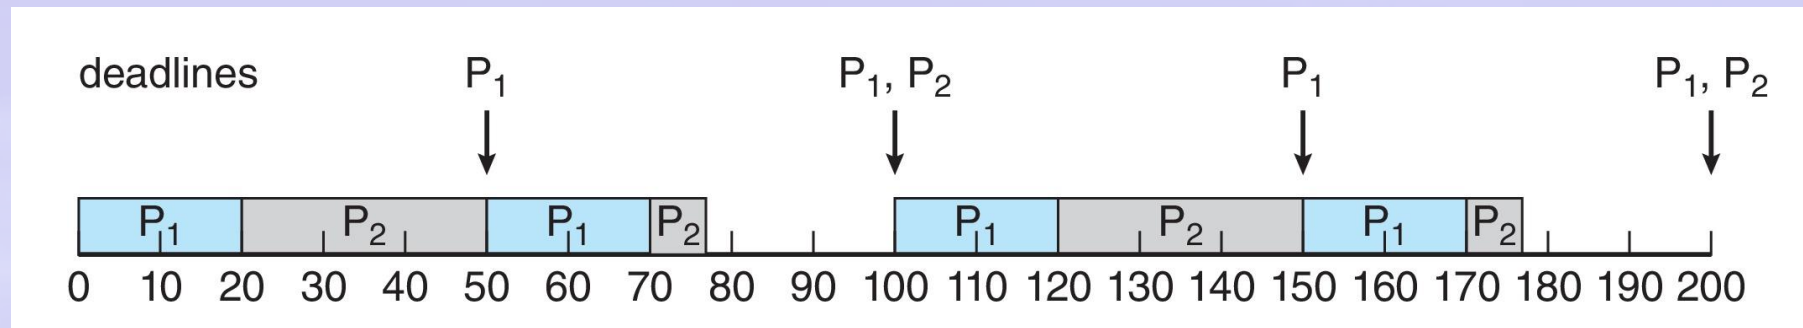 deadlines P₁ P₁, P₂ P₁ P₁, P₂
P₁ P₂ P₁ P₂ P₁ P₂ P₁ P₂
0 10 20 30 40 50 60 70 80 90 100 110 120 130 140 150 160 170 180 190 200